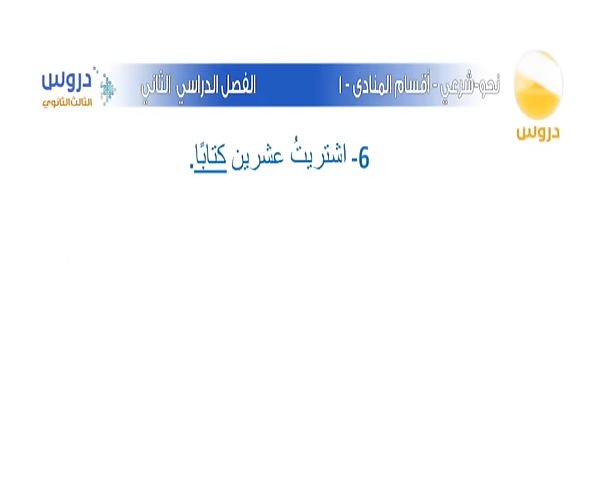 دروس
الثالث الثانوي
نحو-شرعي - أقسام المنادى - ١
الفصل الدراسي الثاني
دروس
6- اشتريتُ عشرين كتابًا.